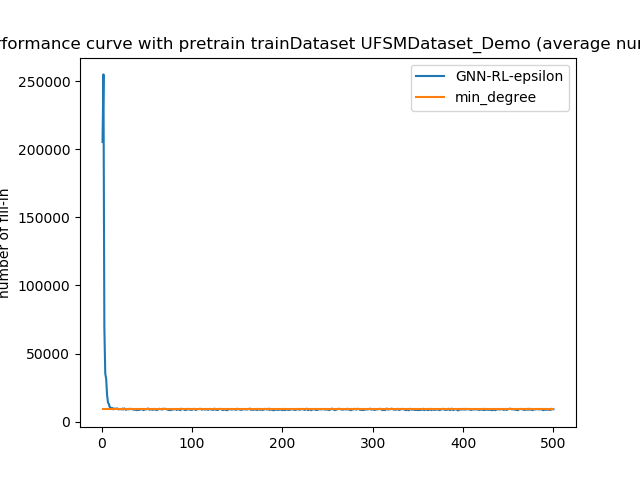 rformance curve with pretrain trainDataset UFSMDataset_Demo (average nu
GNN-RL-epsilon
min_degree
number of fill-in
250000
200000
150000
100000
50000
0
0 100 200 300 400 500